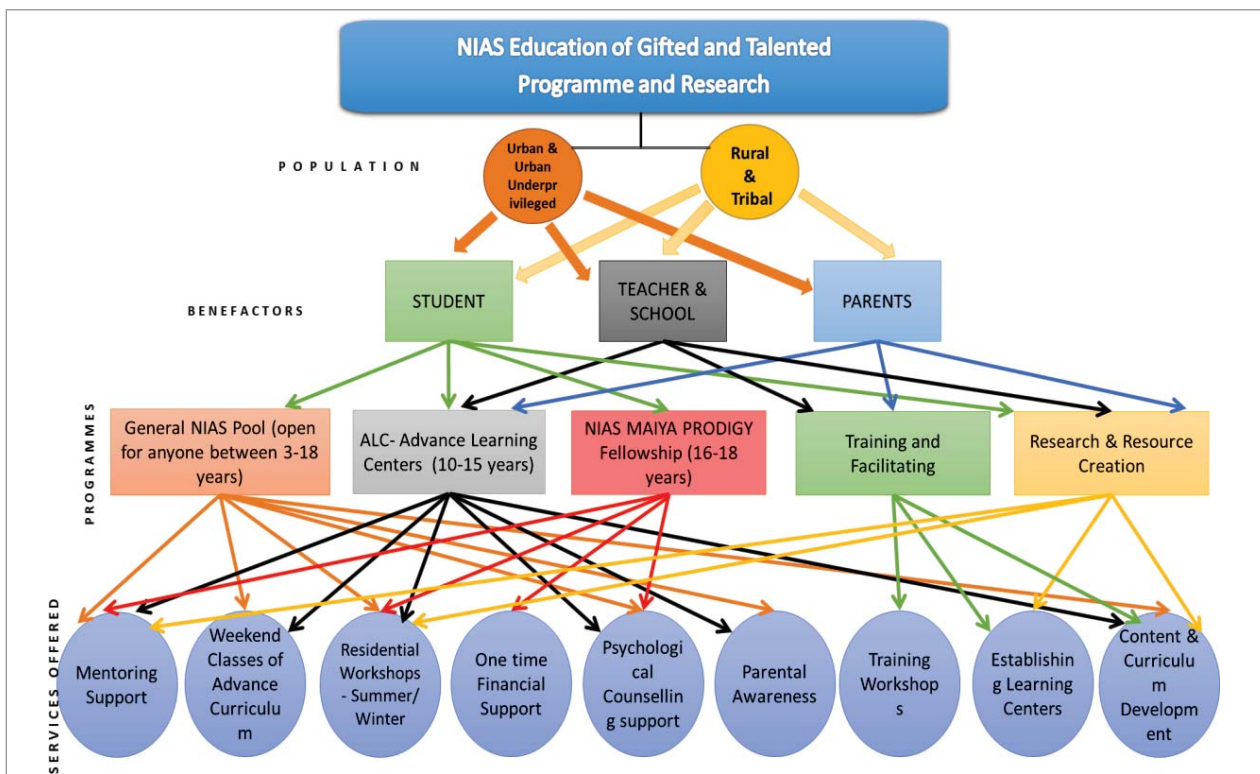 NIAS Education of Gifted and Talented
Programme and Research
POPULATION
Urban &
Urban
Underpr
ivileged
Rural
&
Tribal
BENEFACTORS
STUDENT
TEACHER &
SCHOOL
PARENTS
PROGRAMMES
General NIAS Pool (open
for anyone between 3-18
years)
ALC- Advance Learning
Centers (10-15 years)
NIAS MAIYA PRODIGY
Fellowship (16-18
years)
Training and
Facilitating
Research & Resource
Creation
SERVICES OFFERED
Mentoring
Support
Weekend
Classes of
Advance
Curriculu
m
Residential
Workshops
- Summer/
Winter
One time
Financial
Support
Psychologi
cal
Counsellin
g support
Parental
Awareness
Training
Workshop
s
Establishin
g Learning
Centers
Content &
Curriculu
m
Developm
ent